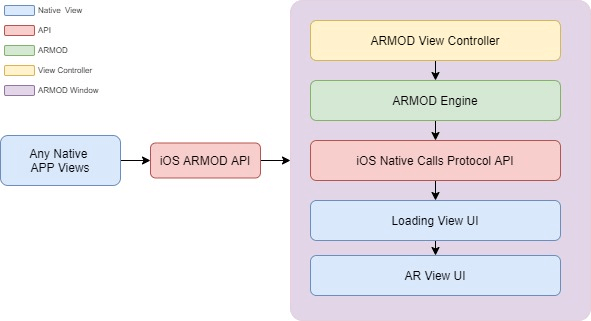 Native View
API
ARMOD
View Controller
ARMOD Window
Any Native
APP Views
iOS ARMOD API
ARMOD View Controller
ARMOD Engine
iOS Native Calls Protocol API
Loading View UI
AR View UI